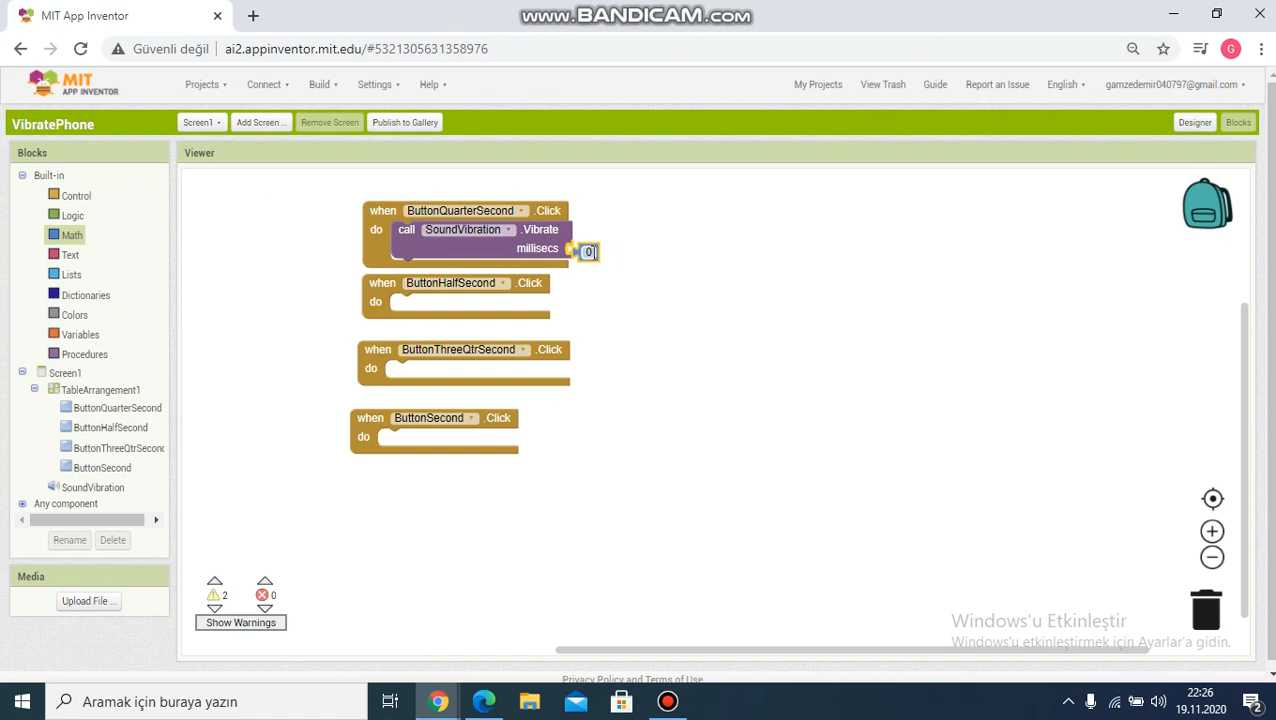 MIT App Inventor
www.BANDICAM.com
Güvenli değil
ai2.appinventor.mit.edu/#5321305631358976
G
MIT
APP INVENTOR
Projects
Connect
Build
Settings
Help
My Projects
View Trash
Guide
Report an Issue
English
gamzedemir040797@gmail.com
VibratePhone
Screen1
Add Screen ...
Remove Screen
Publish to Gallery
Designer
Blocks
Blocks
Viewer
Built-in
Control
Logic
Math
Text
Lists
Dictionaries
Colors
Variables
Procedures
Screen1
TableArrangement1
ButtonQuarterSecond
ButtonHalfSecond
ButtonThreeQtrSecond
ButtonSecond
SoundVibration
Any component
Rename
Delete
Media
Upload File ...
when ButtonQuarterSecond .Click
do call SoundVibration .Vibrate
millisecs 0
when ButtonHalfSecond .Click
do
when ButtonThreeQtrSecond .Click
do
when ButtonSecond .Click
do
2
0
Show Warnings
Windows'u Etkinleştir
Windows'u etkinleştirmek için Ayarlar'a gidin.
Privacy Policy and Terms of Use
Aramak için buraya yazın
22:26
19.11.2020
2